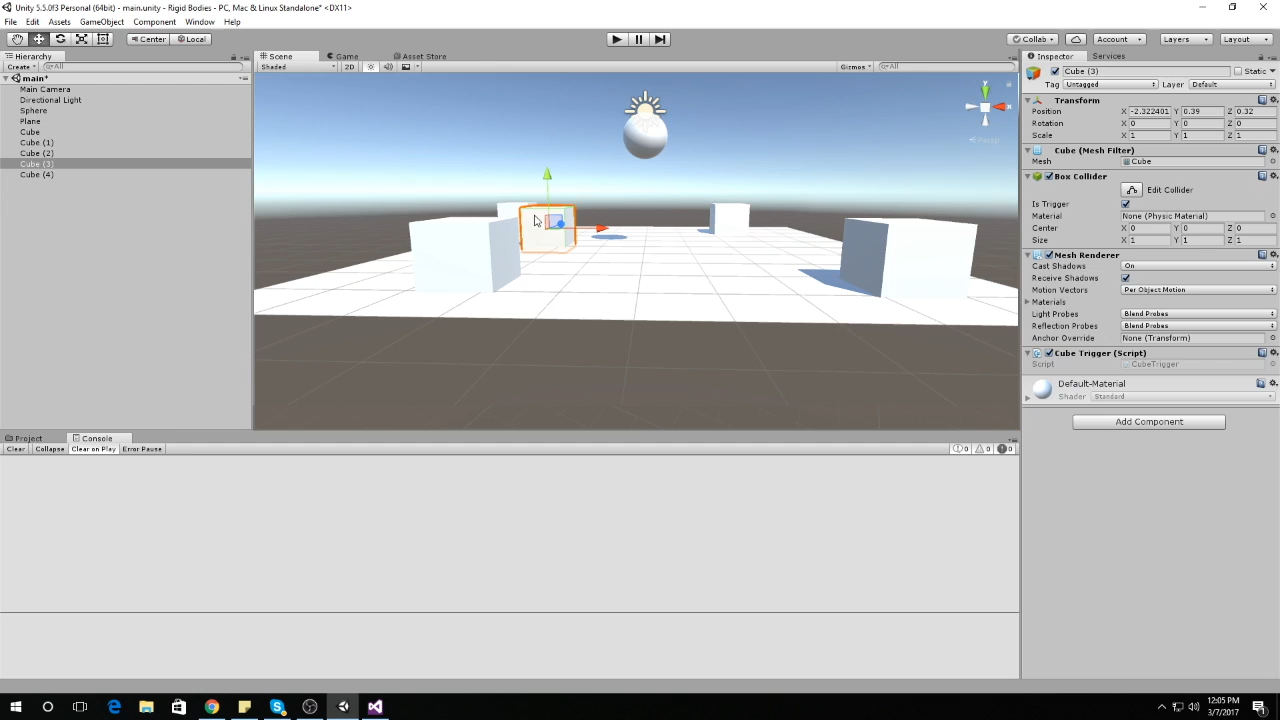 Unity 5.5.0f3 Personal (64bit) - main.unity - Rigid Bodies - PC, Mac & Linux Standalone* <DX11>
File Edit Assets GameObject Component Window Help
Center Local
Collab Account Layers Layout
Hierarchy
Create All
main*
Main Camera
Directional Light
Sphere
Plane
Cube
Cube (1)
Cube (2)
Cube (3)
Cube (4)
Scene Game Asset Store
Shaded 2D Gizmos All
y
x
Persp
Inspector Services
Cube (3) Static
Tag Untagged Layer Default
Transform
Position X -2.322401 Y 0.39 Z 0.32
Rotation X 0 Y 0 Z 0
Scale X 1 Y 1 Z 1
Cube (Mesh Filter)
Mesh Cube
Box Collider
Edit Collider
Is Trigger
Material None (Physic Material)
Center X 0 Y 0 Z 0
Size X 1 Y 1 Z 1
Mesh Renderer
Cast Shadows On
Receive Shadows
Motion Vectors Per Object Motion
Materials
Light Probes Blend Probes
Reflection Probes Blend Probes
Anchor Override None (Transform)
Cube Trigger (Script)
Script CubeTrigger
Default-Material
Shader Standard
Add Component
Project Console
Clear Collapse Clear on Play Error Pause 0 0 0
12:05 PM
3/7/2017